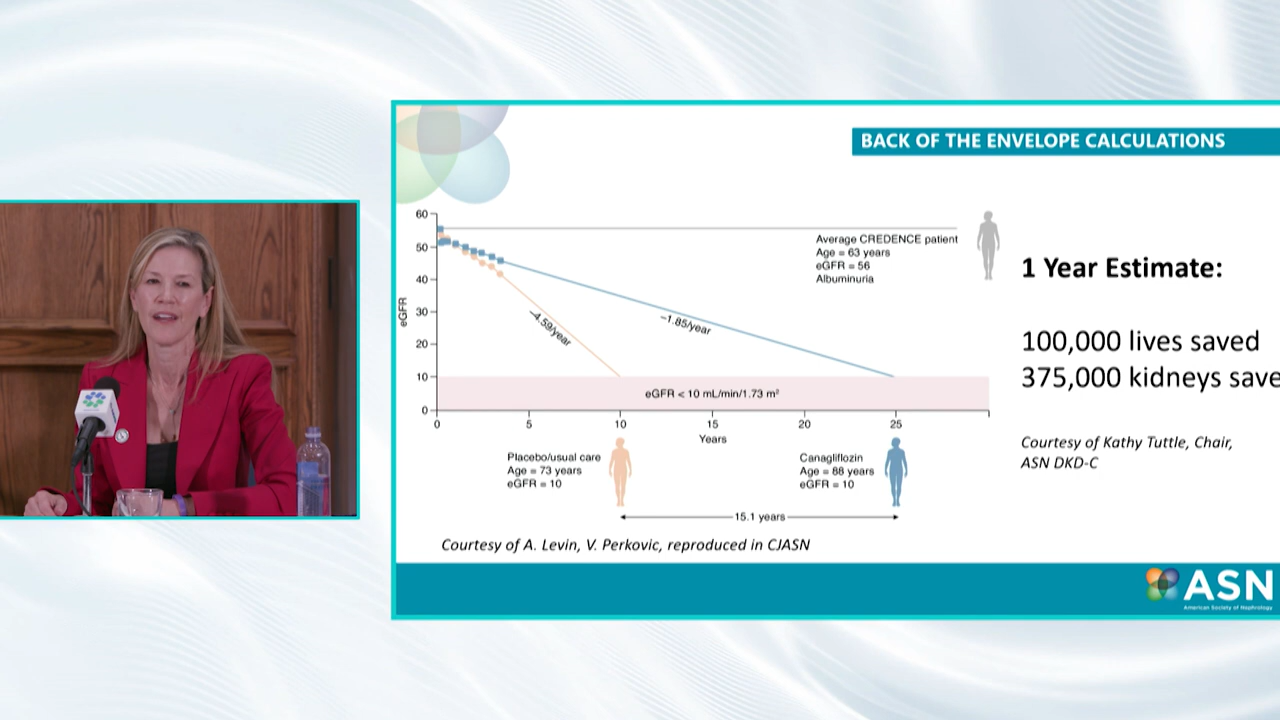 BACK OF THE ENVELOPE CALCULATIONS
60
50
40
30
20
10
0
eGFR
0
5
10
15
20
25
Years
–4.59/year
–1.85/year
Average CREDENCE patient
Age = 63 years
eGFR = 56
Albuminuria
eGFR < 10 mL/min/1.73 m²
Placebo/usual care
Age = 73 years
eGFR = 10
Canagliflozin
Age = 88 years
eGFR = 10
15.1 years
Courtesy of A. Levin, V. Perkovic, reproduced in CJASN
1 Year Estimate:
100,000 lives saved
375,000 kidneys save
Courtesy of Kathy Tuttle, Chair,
ASN DKD-C
ASN
American Society of Nephrology